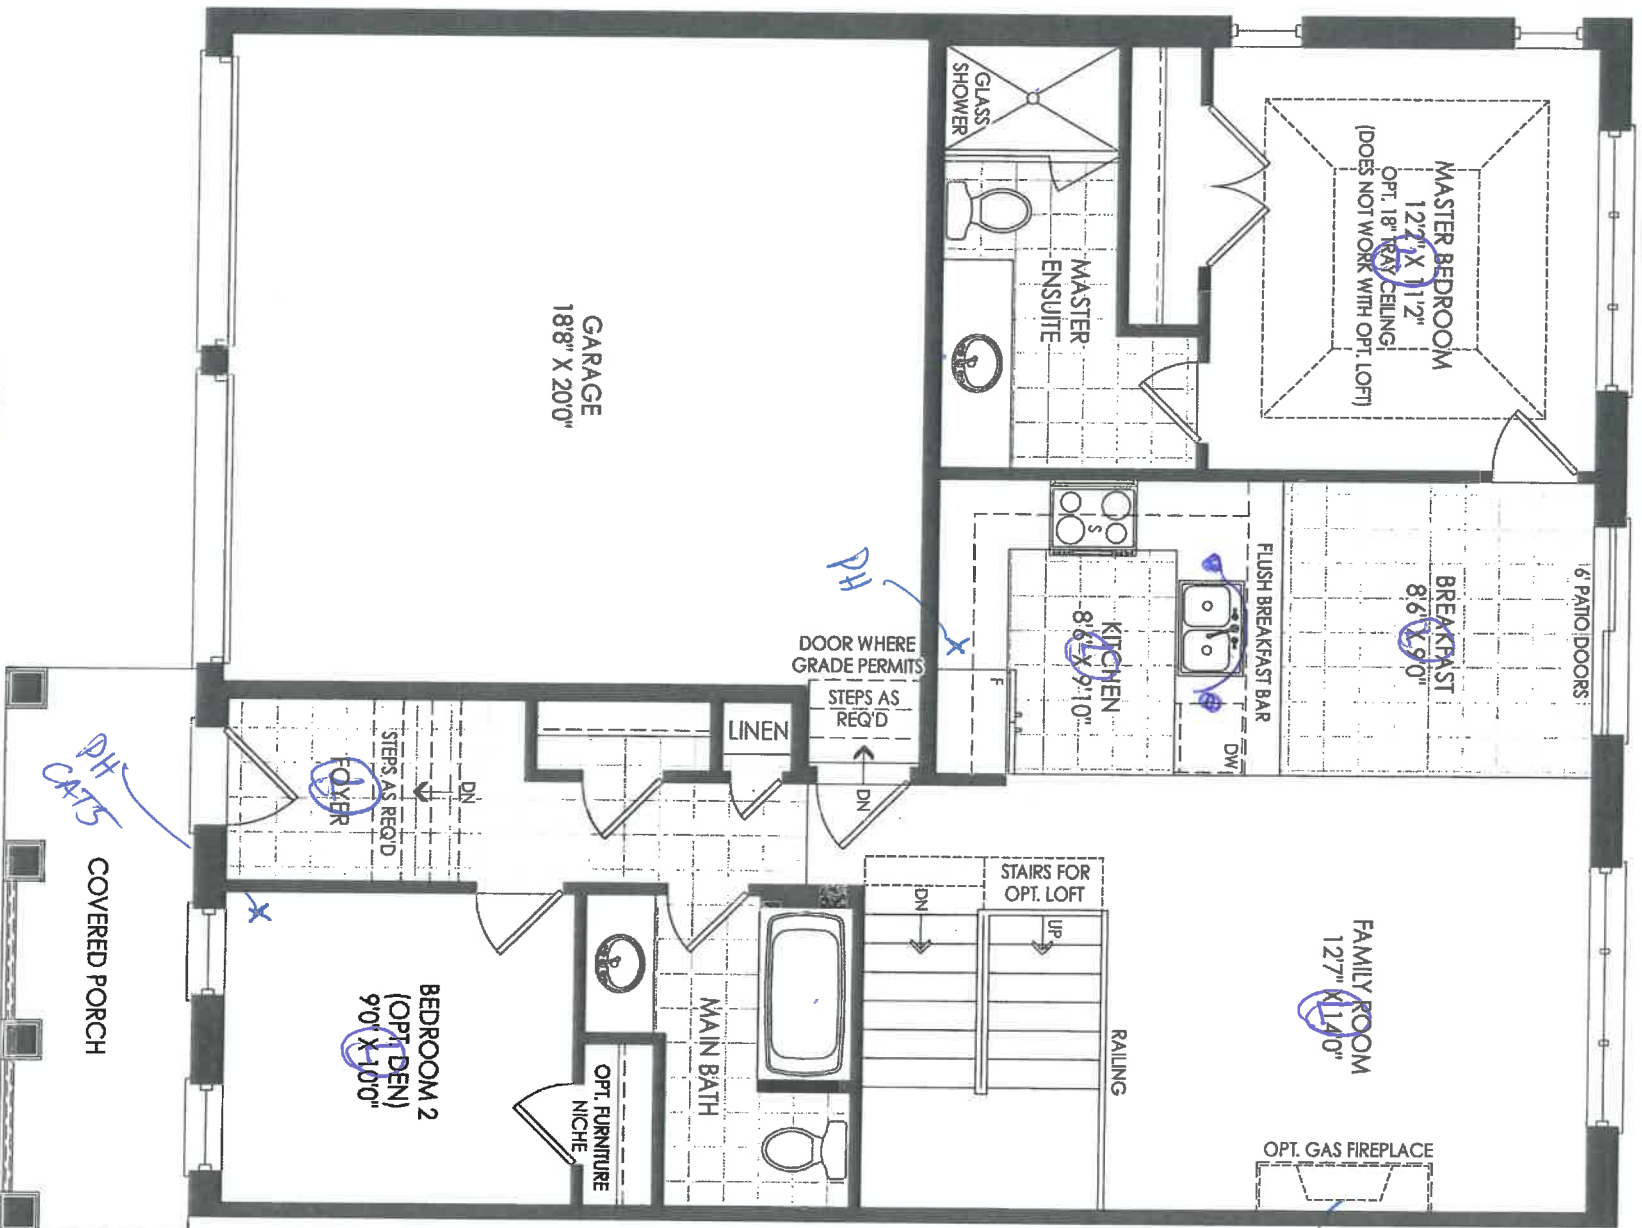 GLASS
SHOWER
MASTER BEDROOM
12'2" X 11'2"
OPT. 18" TRAY CEILING
(DOES NOT WORK WITH OPT. LOFT)
MASTER
ENSUITE
GARAGE
18'8" X 20'0"
6' PATIO DOORS
BREAKFAST
8'6" X 9'0"
FLUSH BREAKFAST BAR
S
KITCHEN
8'6" X 9'10"
DW
F
PH
DOOR WHERE
GRADE PERMITS
STEPS AS
REQ'D
DN
LINEN
DN
STEPS AS REQ'D
FOYER
PH
CAT5
COVERED PORCH
STAIRS FOR
OPT. LOFT
DN
UP
RAILING
FAMILY ROOM
12'7" X 14'0"
OPT. GAS FIREPLACE
MAIN BATH
OPT. FURNITURE
NICHE
BEDROOM 2
(OPT. DEN)
9'0" X 10'0"